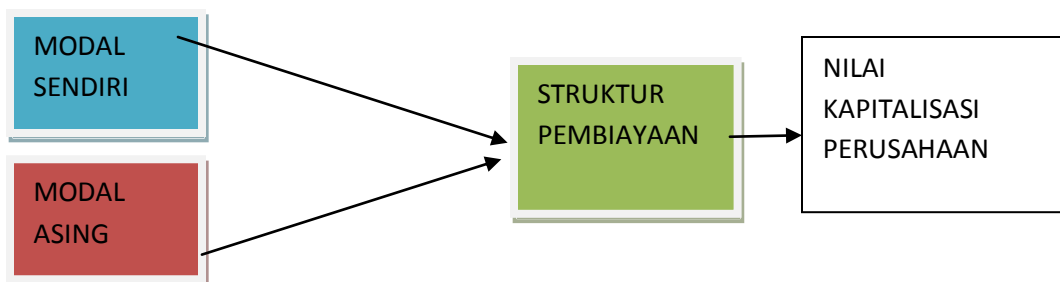 MODAL
SENDIRI
MODAL
ASING
STRUKTUR
PEMBIAYAAN
NILAI
KAPITALISASI
PERUSAHAAN